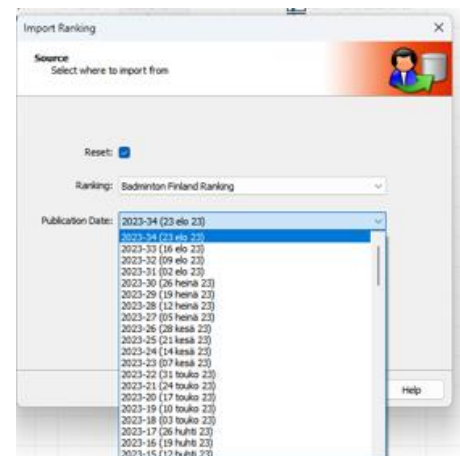 Import Ranking
Source
Select where to import from
Reset:
Ranking: Badminton Finland Ranking
Publication Date: 2023-34 (23 elo 23)
2023-34 (23 elo 23)
2023-33 (16 elo 23)
2023-32 (09 elo 23)
2023-31 (02 elo 23)
2023-30 (26 heinä 23)
2023-29 (19 heinä 23)
2023-28 (12 heinä 23)
2023-27 (05 heinä 23)
2023-26 (28 kesä 23)
2023-25 (21 kesä 23)
2023-24 (14 kesä 23)
2023-23 (07 kesä 23)
2023-22 (31 touko 23)
2023-21 (24 touko 23)
2023-20 (17 touko 23)
2023-19 (10 touko 23)
2023-18 (03 touko 23)
2023-17 (26 huhti 23)
2023-16 (19 huhti 23)
2023-15 (12 huhti 23)
Help